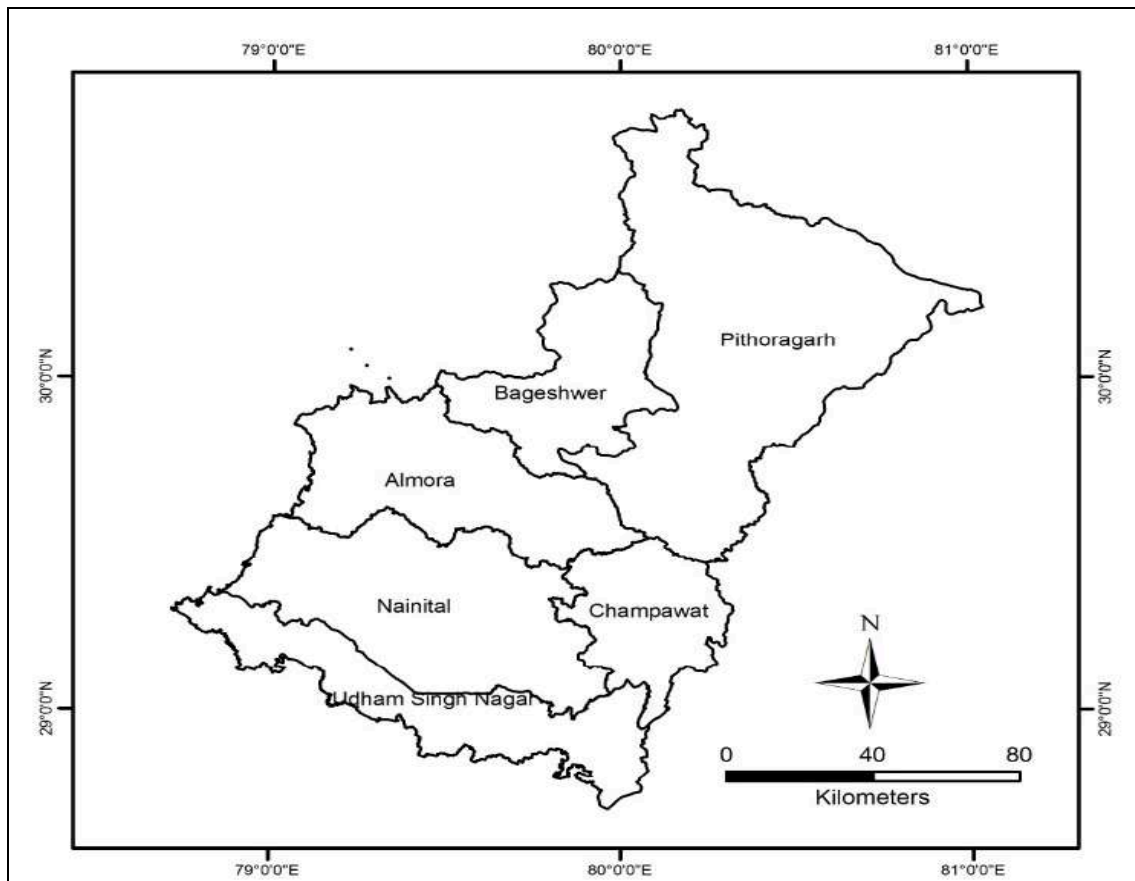 79°0'0"E 80°0'0"E 81°0'0"E
30°0'0"N
30°0'0"N
Pithoragarh
Bageshwer
Almora
Nainital
Champawat
N
Udham Singh Nagar
29°0'0"N
29°0'0"N
0 40 80
Kilometers
79°0'0"E 80°0'0"E 81°0'0"E